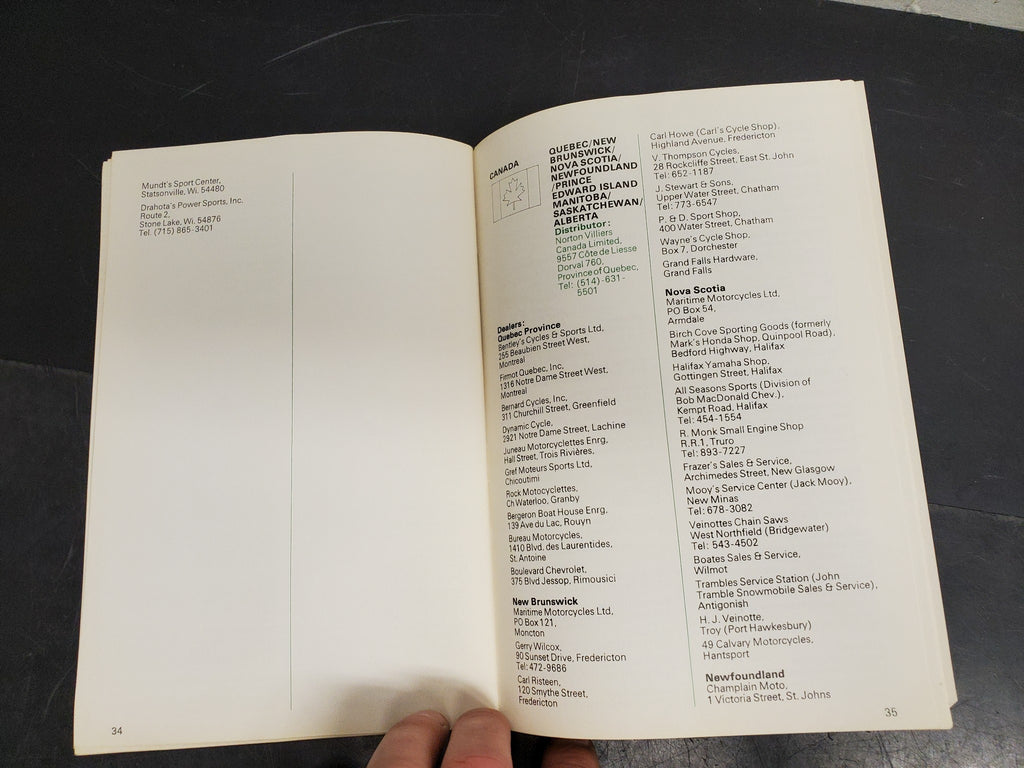 Mundt's Sport Center,
Statsonville, Wi. 54480
Drahota's Power Sports, Inc.
Route 2,
Stone Lake, Wi. 54876
Tel. (715) 865-3401
34
CANADA
QUEBEC/NEW
BRUNSWICK/
NOVA SCOTIA/
NEWFOUNDLAND
/PRINCE
EDWARD ISLAND
MANITOBA/
SASKATCHEWAN/
ALBERTA
Distributor:
Norton Villiers
Canada Limited,
9557 Côte de Liesse
Dorval 760,
Province of Quebec,
Tel: (514)-631-
5501
Dealers:
Quebec Province
Bentley's Cycles & Sports Ltd,
255 Beaubien Street West,
Montreal
Firmot Quebec, Inc,
1316 Notre Dame Street West,
Montreal
Bernard Cycles, Inc,
311 Churchill Street, Greenfield
Dynamic Cycle,
2921 Notre Dame Street, Lachine
Juneau Motorcyclettes Enrg,
Hall Street, Trois Rivières,
Gref Moteurs Sports Ltd,
Chicoutimi
Rock Motocyclettes,
Ch Waterloo, Granby
Bergeron Boat House Enrg,
139 Ave du Lac, Rouyn
Bureau Motorcycles,
1410 Blvd. des Laurentides,
St. Antoine
Boulevard Chevrolet,
375 Blvd Jessop, Rimousici
New Brunswick
Maritime Motorcycles Ltd,
PO Box 121,
Moncton
Gerry Wilcox,
90 Sunset Drive, Fredericton
Tel: 472-9686
Carl Risteen,
120 Smythe Street,
Fredericton
Carl Howe (Carl's Cycle Shop),
Highland Avenue, Fredericton
V. Thompson Cycles,
28 Rockcliffe Street, East St. John
Tel: 652-1187
J. Stewart & Sons,
Upper Water Street, Chatham
Tel: 773-6547
P. & D. Sport Shop,
400 Water Street, Chatham
Wayne's Cycle Shop,
Box 7, Dorchester
Grand Falls Hardware,
Grand Falls
Nova Scotia
Maritime Motorcycles Ltd,
PO Box 54,
Armdale
Birch Cove Sporting Goods (formerly
Mark's Honda Shop, Quinpool Road),
Bedford Highway, Halifax
Halifax Yamaha Shop,
Gottingen Street, Halifax
All Seasons Sports (Division of
Bob MacDonald Chev.),
Kempt Road, Halifax
Tel: 454-1554
R. Monk Small Engine Shop
R.R.1, Truro
Tel: 893-7227
Frazer's Sales & Service,
Archimedes Street, New Glasgow
Mooy's Service Center (Jack Mooy),
New Minas
Tel: 678-3082
Veinottes Chain Saws
West Northfield (Bridgewater)
Tel: 543-4502
Boates Sales & Service,
Wilmot
Trambles Service Station (John
Tramble Snowmobile Sales & Service),
Antigonish
H. J. Veinotte,
Troy (Port Hawkesbury)
49 Calvary Motorcycles,
Hantsport
Newfoundland
Champlain Moto,
1 Victoria Street, St. Johns
35